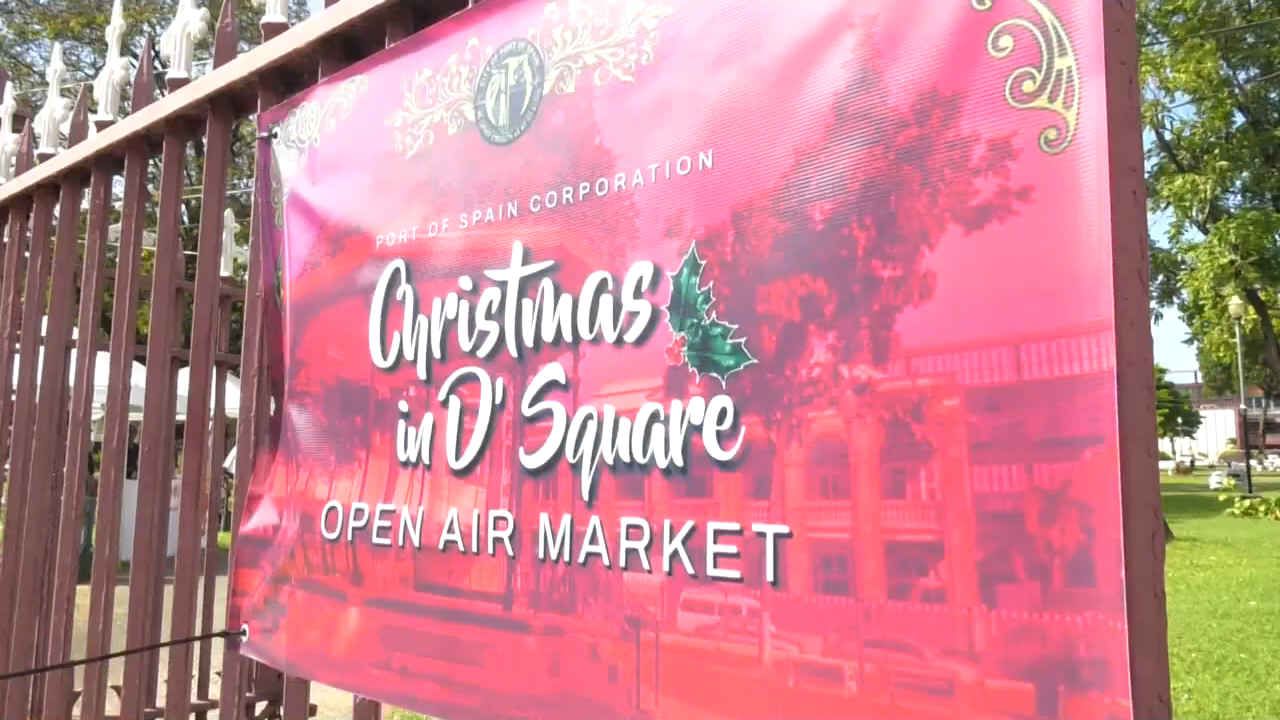 PORT OF SPAIN CORPORATION
Christmas
in D' Square
OPEN AIR MARKET